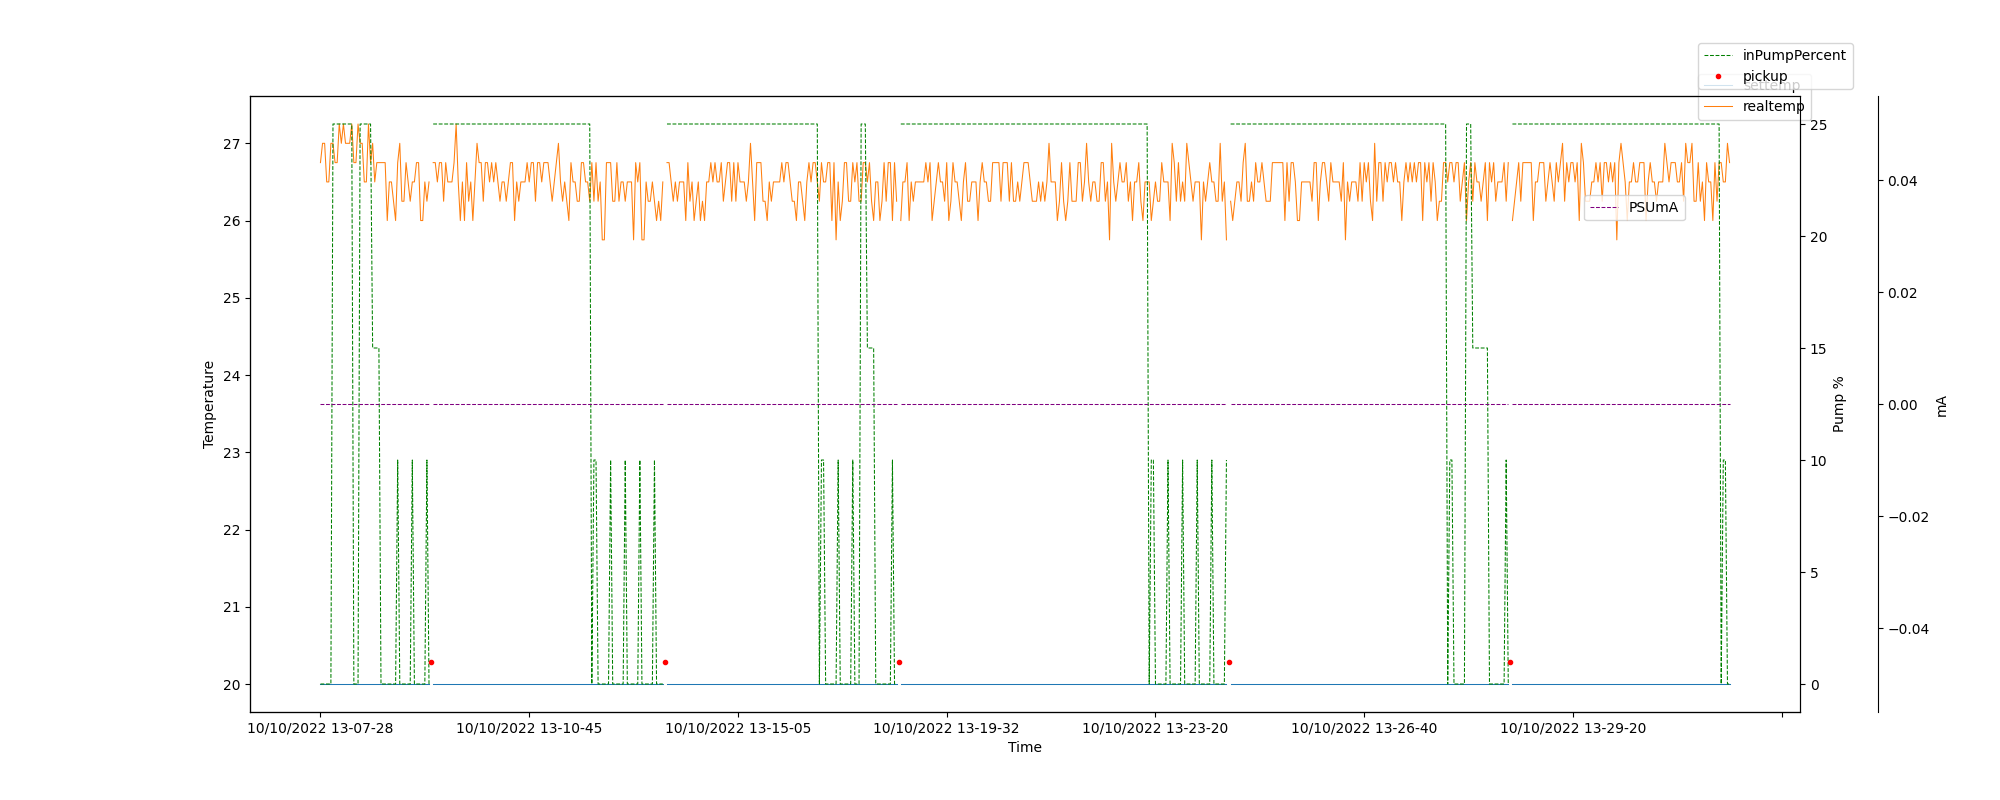 inPumpPercent
pickup
settemp
realtemp
PSUmA
Temperature
27
26
25
24
23
22
21
20
25
20
15
10
5
0
Pump %
0.04
0.02
0.00
−0.02
−0.04
mA
10/10/2022 13-07-28
10/10/2022 13-10-45
10/10/2022 13-15-05
10/10/2022 13-19-32
10/10/2022 13-23-20
10/10/2022 13-26-40
10/10/2022 13-29-20
Time